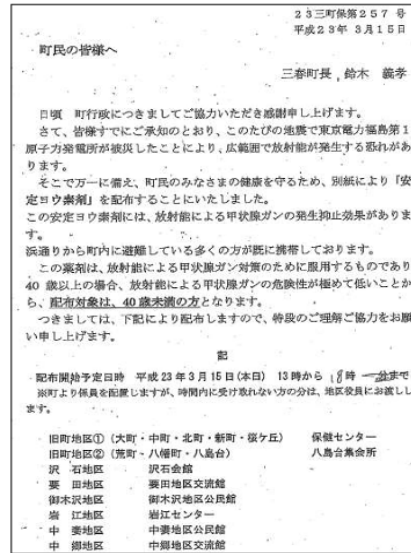 23三町保第257号
平成23年 3月15日
町民の皆様へ
三春町長 鈴木 義孝
日頃 町行政につきましてご協力いただき感謝申し上げます。
さて、皆様すでにご承知のとおり、このたびの地震で東京電力福島第1
原子力発電所が被災したことにより、広範囲で放射能が発生する恐れがあ
ります。
そこで万一に備え、町民のみなさまの健康を守るため、別紙により「安
定ヨウ素剤」を配布することにいたしました。
この安定ヨウ素剤には、放射能による甲状腺ガンの発生抑止効果がありま
す。
浜通りから町内に避難している多くの方が既に携帯しております。
この薬剤は、放射能による甲状腺ガン対策のために服用するものであり
40歳以上の場合、放射能による甲状腺ガンの危険性が極めて低いことか
ら、配布対象は、40歳未満の方となります。
つきましては、下記により配布しますので、特段のご理解ご協力をお願
い申し上げます。
記
配布開始予定日時 平成23年3月15日(本日) 13時から 18時 分まで
※町より係員を配置しますが、時間内に受け取れない方の分は、地区役員にお渡しし
ます。
旧町地区① (大町・中町・北町・新町・桜ケ丘) 保健センター
旧町地区② (荒町・八幡町・八島台) 八島台集会所
沢 石地区 沢石会館
要 田地区 要田地区交流館
御木沢地区 御木沢地区公民館
岩 江地区 岩江センター
中 妻地区 中妻地区公民館
中 郷地区 中郷地区交流館